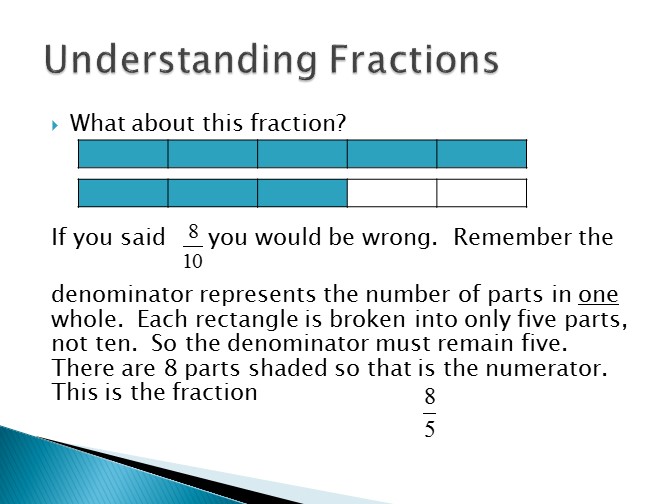 Understanding Fractions
What about this fraction?
If you said 8/10 you would be wrong. Remember the
denominator represents the number of parts in one
whole. Each rectangle is broken into only five parts,
not ten. So the denominator must remain five.
There are 8 parts shaded so that is the numerator.
This is the fraction 8/5